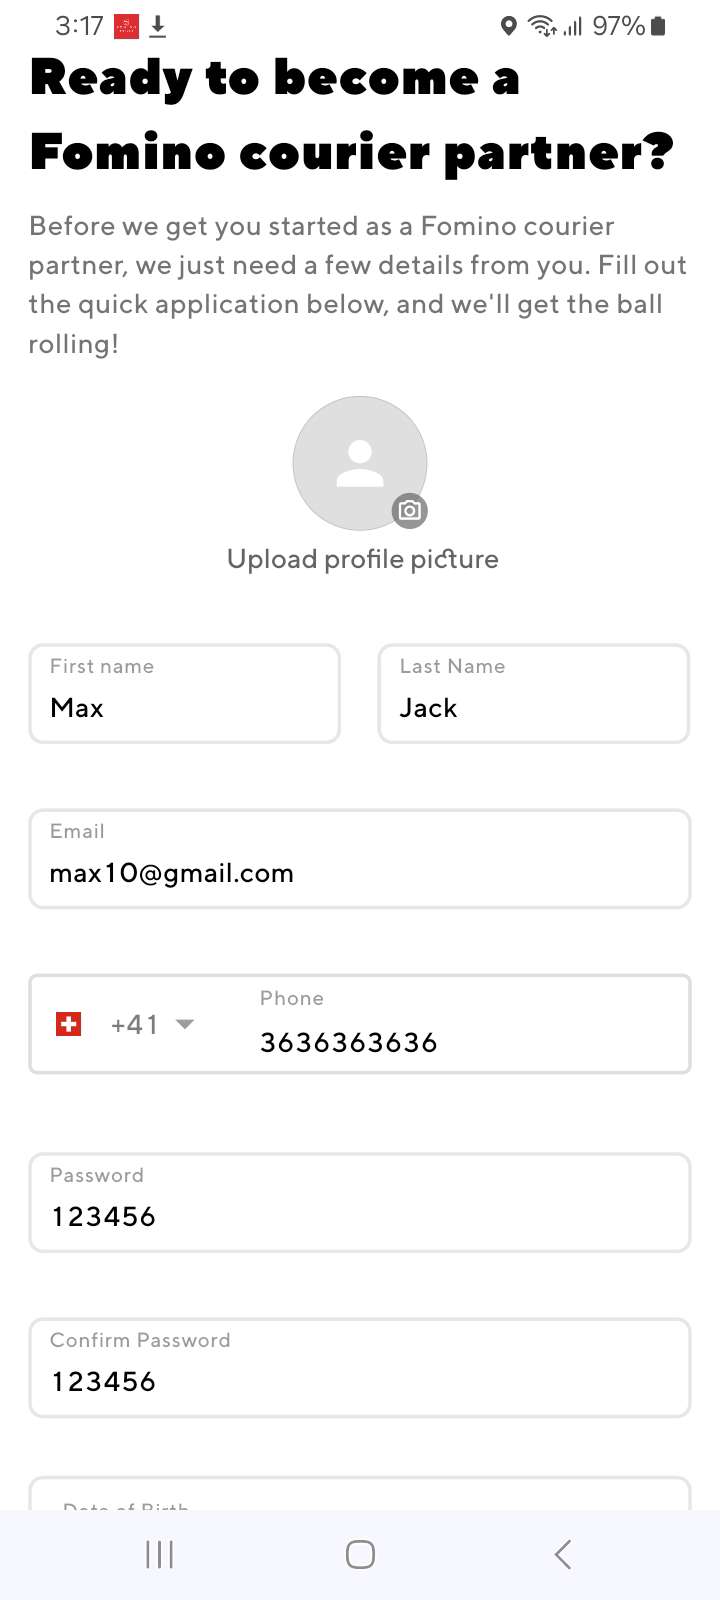 3:17
97%
Ready to become a
Fomino courier partner?
Before we get you started as a Fomino courier
partner, we just need a few details from you. Fill out
the quick application below, and we'll get the ball
rolling!
Upload profile picture
First name
Max
Last Name
Jack
Email
max10@gmail.com
+41
Phone
3636363636
Password
123456
Confirm Password
123456
Date of Birth